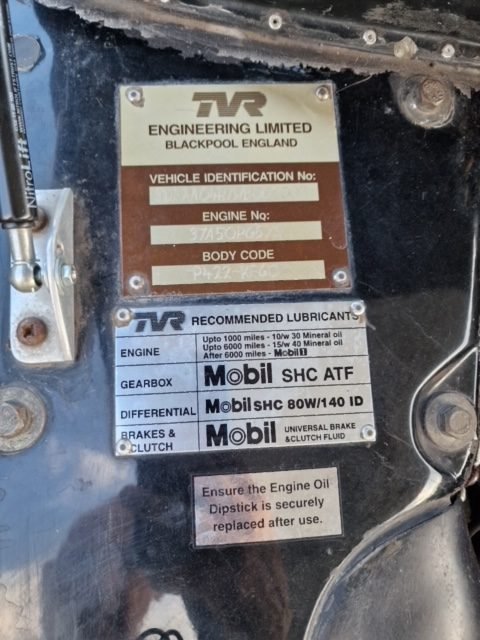 NitroLift
TVR
ENGINEERING LIMITED
BLACKPOOL ENGLAND
VEHICLE IDENTIFICATION No:
ENGINE No:
BODY CODE
TVR RECOMMENDED LUBRICANTS
ENGINE
Upto 1000 miles - 10/w 30 Mineral oil
Upto 6000 miles - 15/w 40 Mineral oil
After 6000 miles - Mobil 1
GEARBOX Mobil SHC ATF
DIFFERENTIAL Mobil SHC 80W/140 ID
BRAKES & CLUTCH Mobil UNIVERSAL BRAKE & CLUTCH FLUID
Ensure the Engine Oil
Dipstick is securely
replaced after use.